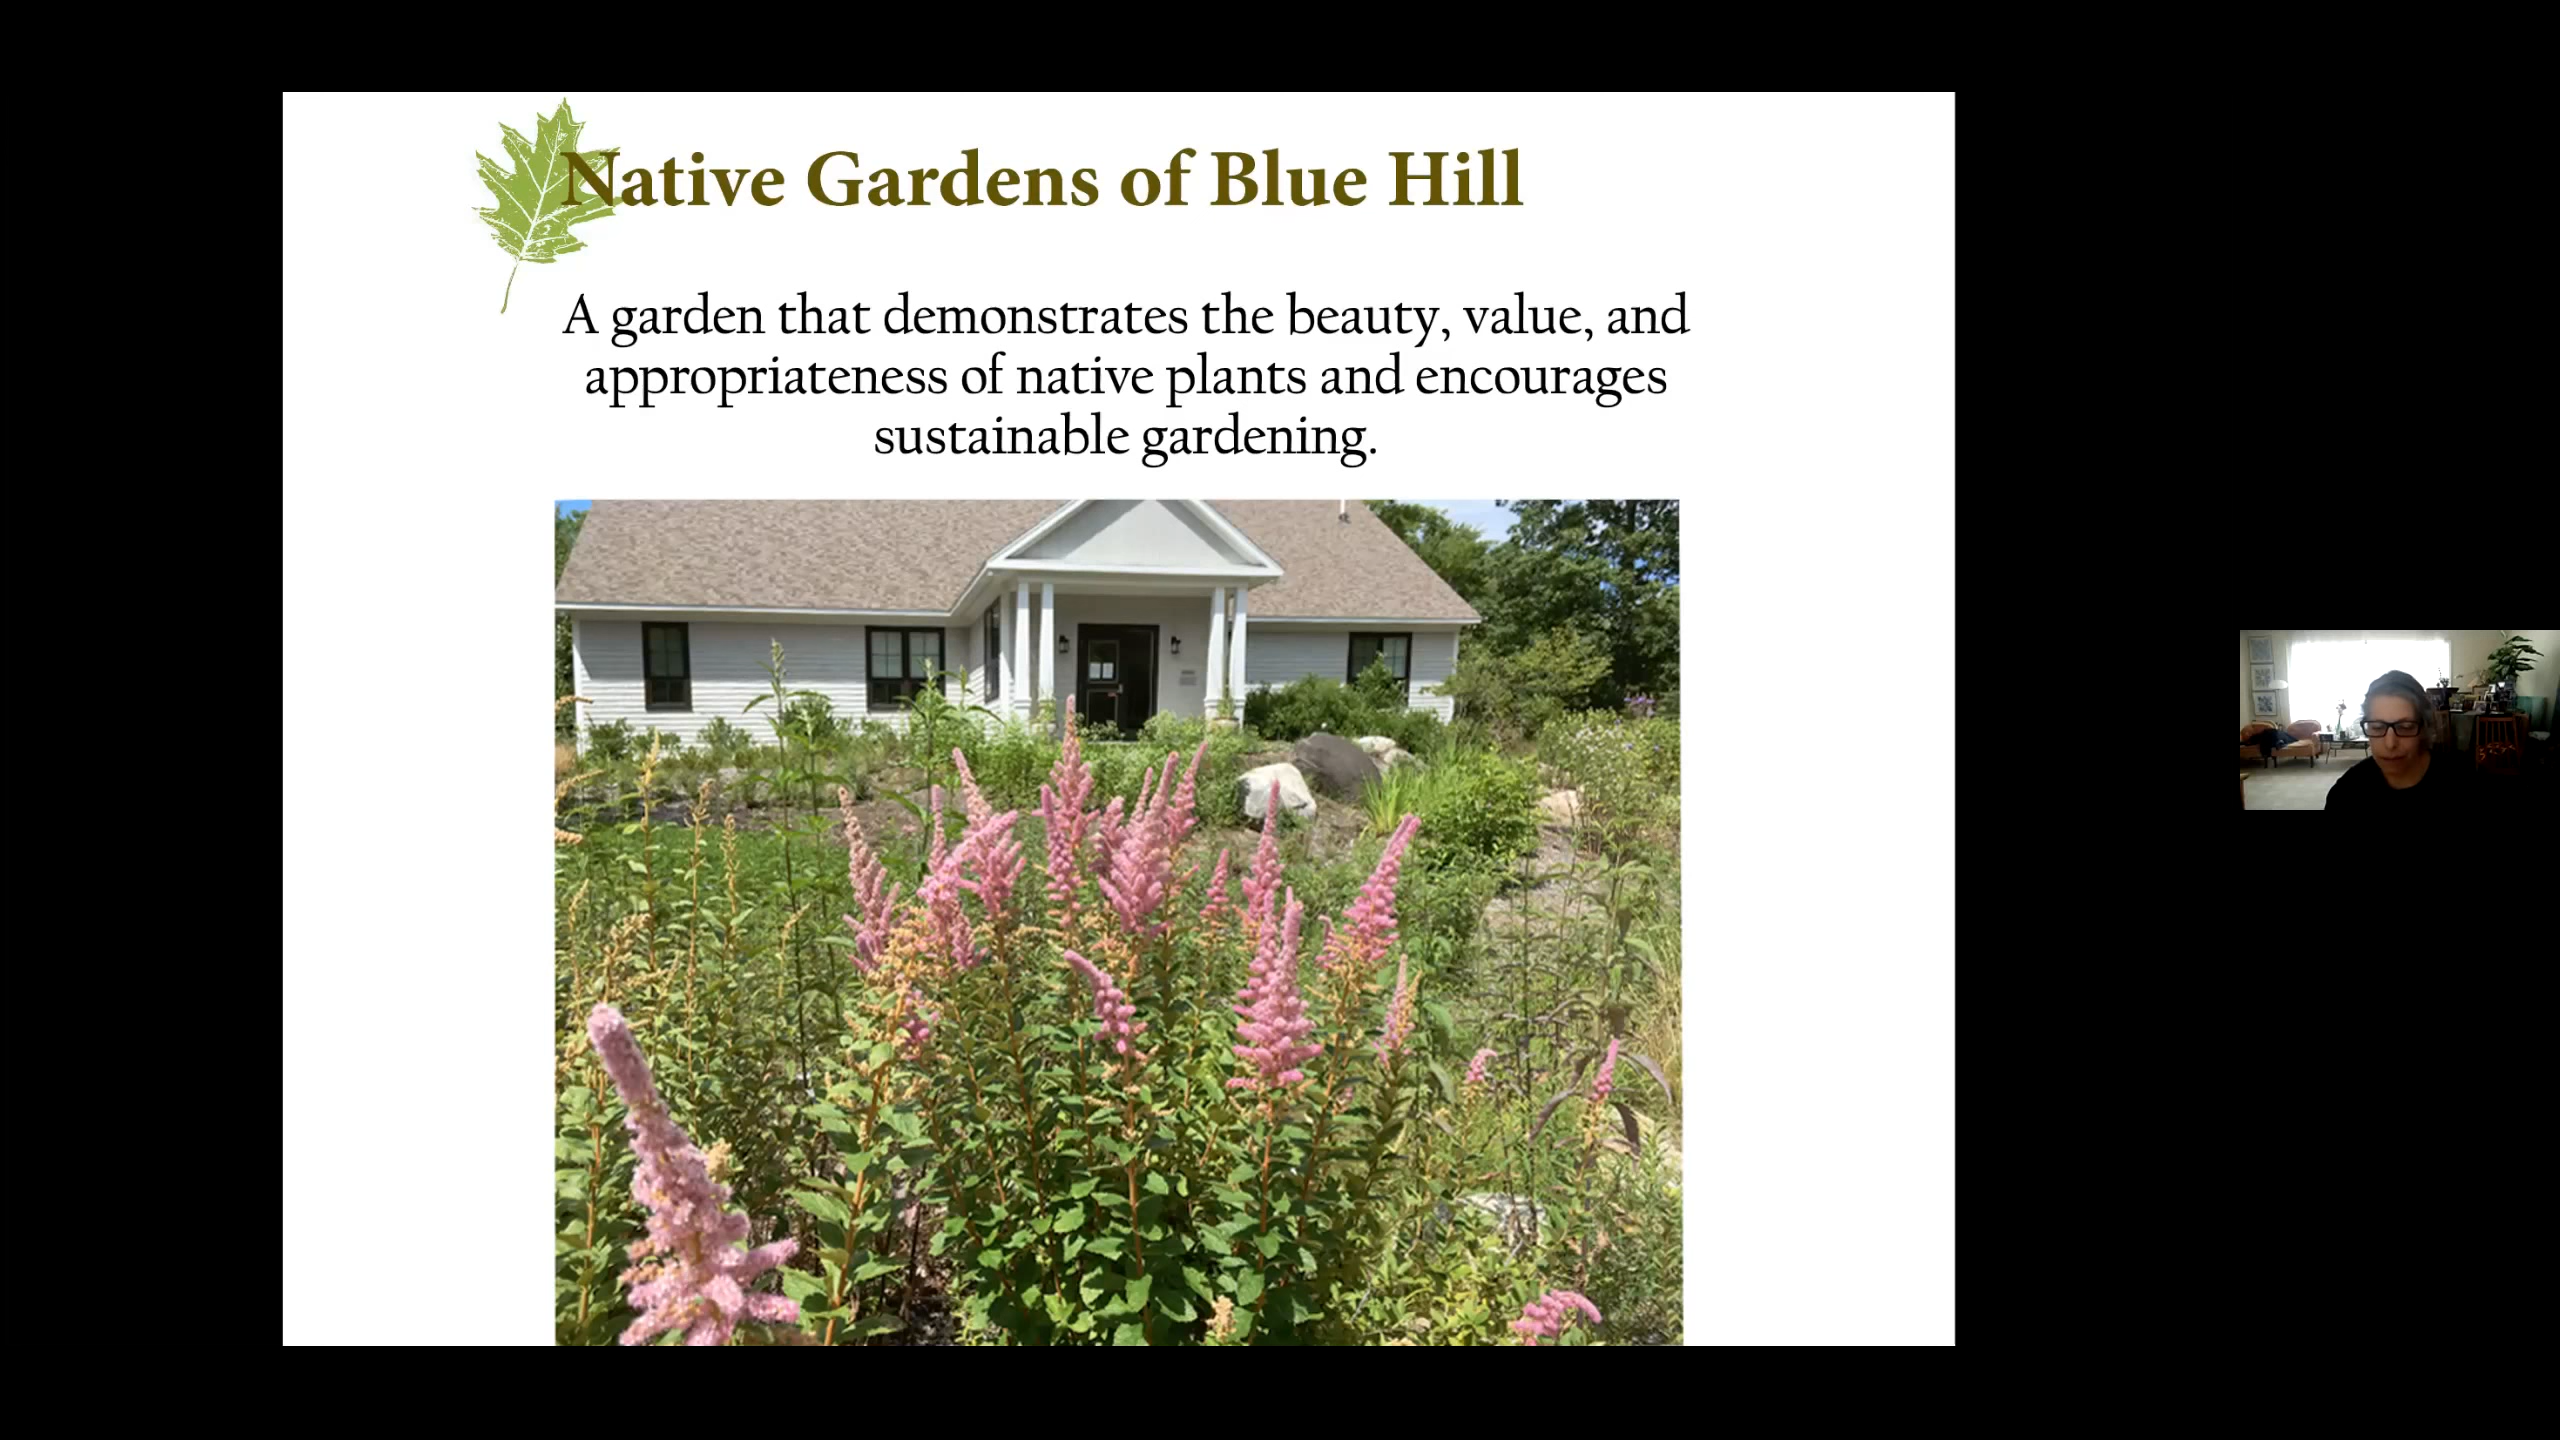 Native Gardens of Blue Hill
A garden that demonstrates the beauty, value, and
appropriateness of native plants and encourages
sustainable gardening.